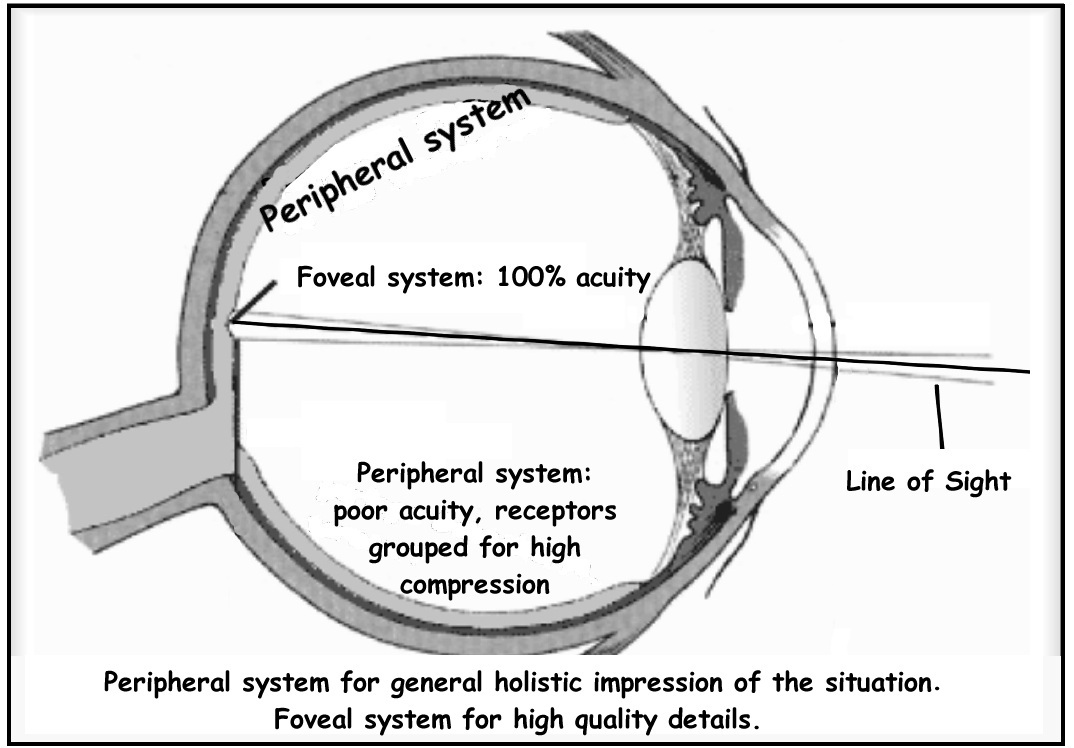 Peripheral system
Foveal system: 100% acuity
Line of Sight
Peripheral system:
poor acuity, receptors
grouped for high
compression
Peripheral system for general holistic impression of the situation.
Foveal system for high quality details.